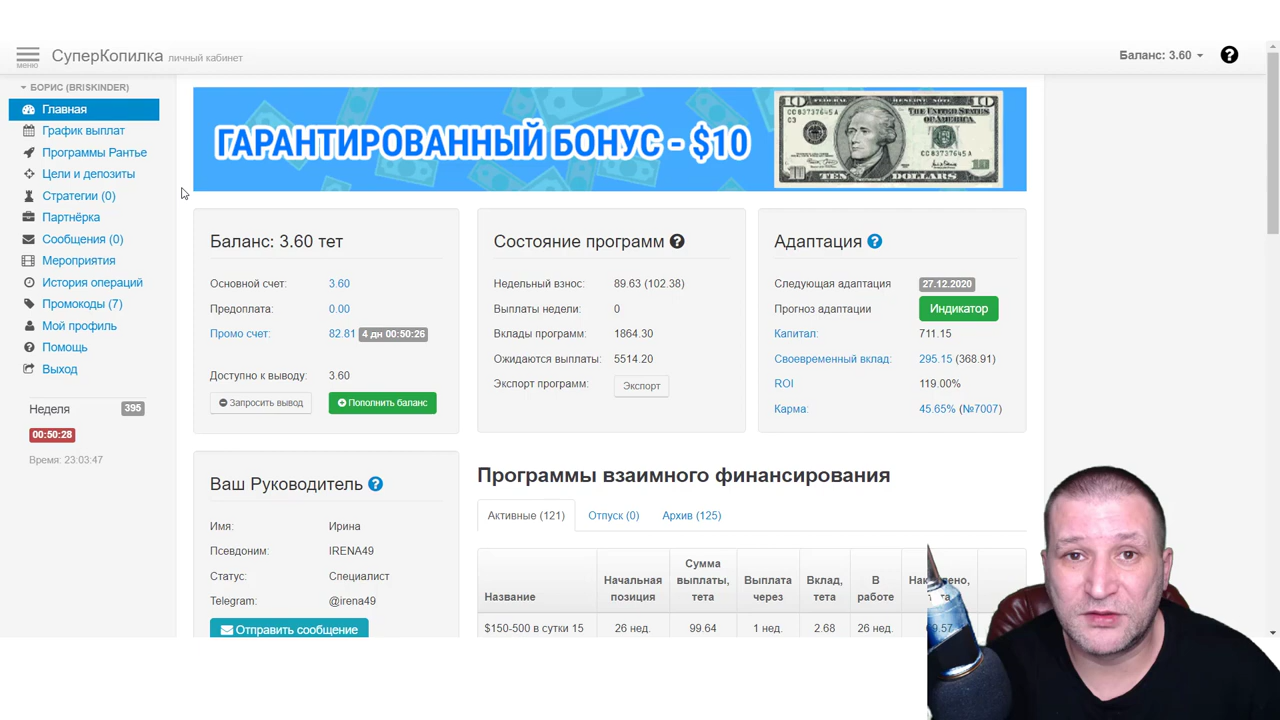 меню
СуперКопилка личный кабинет
Баланс: 3.60
БОРИС (BRISKINDER)
Главная
График выплат
Программы Рантье
Цели и депозиты
Стратегии (0)
Партнёрка
Сообщения (0)
Мероприятия
История операций
Промокоды (7)
Мой профиль
Помощь
Выход
Неделя 395
00:50:28
Время: 23:03:47
ГАРАНТИРОВАННЫЙ БОНУС - $10
Баланс: 3.60 тет
Основной счет: 3.60
Предоплата: 0.00
Промо счет: 82.81 4 дн 00:50:26
Доступно к выводу: 3.60
Запросить вывод
Пополнить баланс
Состояние программ
Недельный взнос: 89.63 (102.38)
Выплаты недели: 0
Вклады программ: 1864.30
Ожидаются выплаты: 5514.20
Экспорт программ: Экспорт
Адаптация
Следующая адаптация 27.12.2020
Прогноз адаптации Индикатор
Капитал: 711.15
Своевременный вклад: 295.15 (368.91)
ROI 119.00%
Карма: 45.65% (№7007)
Ваш Руководитель
Имя: Ирина
Псевдоним: IRENA49
Статус: Специалист
Telegram: @irena49
Отправить сообщение
Программы взаимного финансирования
Активные (121) Отпуск (0) Архив (125)
Название
Начальная
позиция
Сумма
выплаты,
тета
Выплата
через
Вклад,
тета
В
работе
$150-500 в сутки 15 26 нед. 99.64 1 нед. 2.68 26 нед.